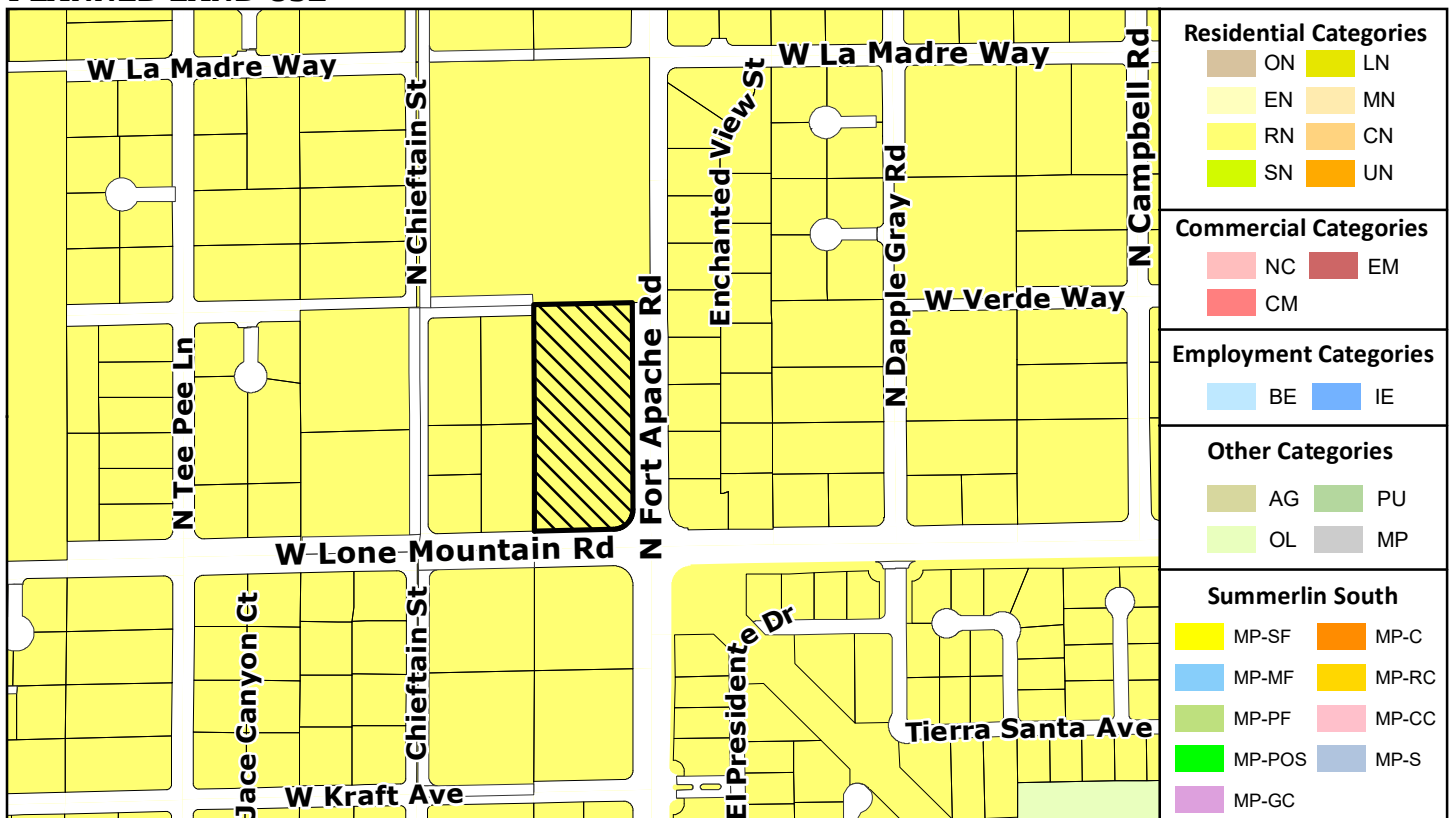 PLANNED LAND USE
W La Madre Way
W La Madre Way
N Chieftain St
Enchanted View St
N Dapple Gray Rd
N Campbell Rd
W Verde Way
N Tee Pee Ln
N Fort Apache Rd
W Lone Mountain Rd
Jace Canyon Ct
Chieftain St
El Presidente Dr
Tierra Santa Ave
W Kraft Ave
Residential Categories
ON LN
EN MN
RN CN
SN UN
Commercial Categories
NC EM
CM
Employment Categories
BE IE
Other Categories
AG PU
OL MP
Summerlin South
MP-SF MP-C
MP-MF MP-RC
MP-PF MP-CC
MP-POS MP-S
MP-GC